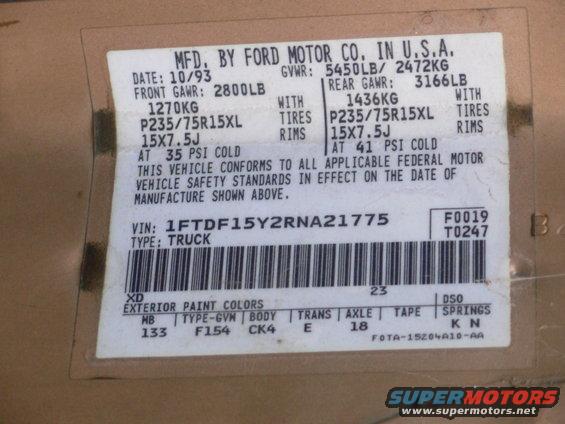 MFD. BY FORD MOTOR CO. IN U.S.A.
DATE: 10/93 GVWR: 5450LB/ 2472KG
FRONT GAWR: 2800LB REAR GAWR: 3166LB
1270KG WITH 1436KG WITH
P235/75R15XL TIRES P235/75R15XL TIRES
15X7.5J RIMS 15X7.5J RIMS
AT 35 PSI COLD AT 41 PSI COLD
THIS VEHICLE CONFORMS TO ALL APPLICABLE FEDERAL MOTOR
VEHICLE SAFETY STANDARDS IN EFFECT ON THE DATE OF
MANUFACTURE SHOWN ABOVE.
VIN: 1FTDF15Y2RNA21775 F0019
TYPE: TRUCK T0247
XD 23
EXTERIOR PAINT COLORS DSO
WB TYPE-GVW BODY TRANS AXLE TAPE SPRINGS
133 F154 CK4 E 18 K N
F0TA-15204A10-AA
SUPERMOTORS
www.supermotors.net